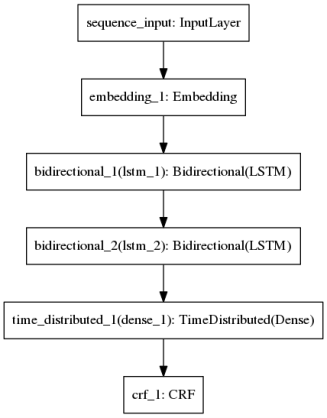 sequence_input: InputLayer
embedding_1: Embedding
bidirectional_1(lstm_1): Bidirectional(LSTM)
bidirectional_2(lstm_2): Bidirectional(LSTM)
time_distributed_1(dense_1): TimeDistributed(Dense)
crf_1: CRF